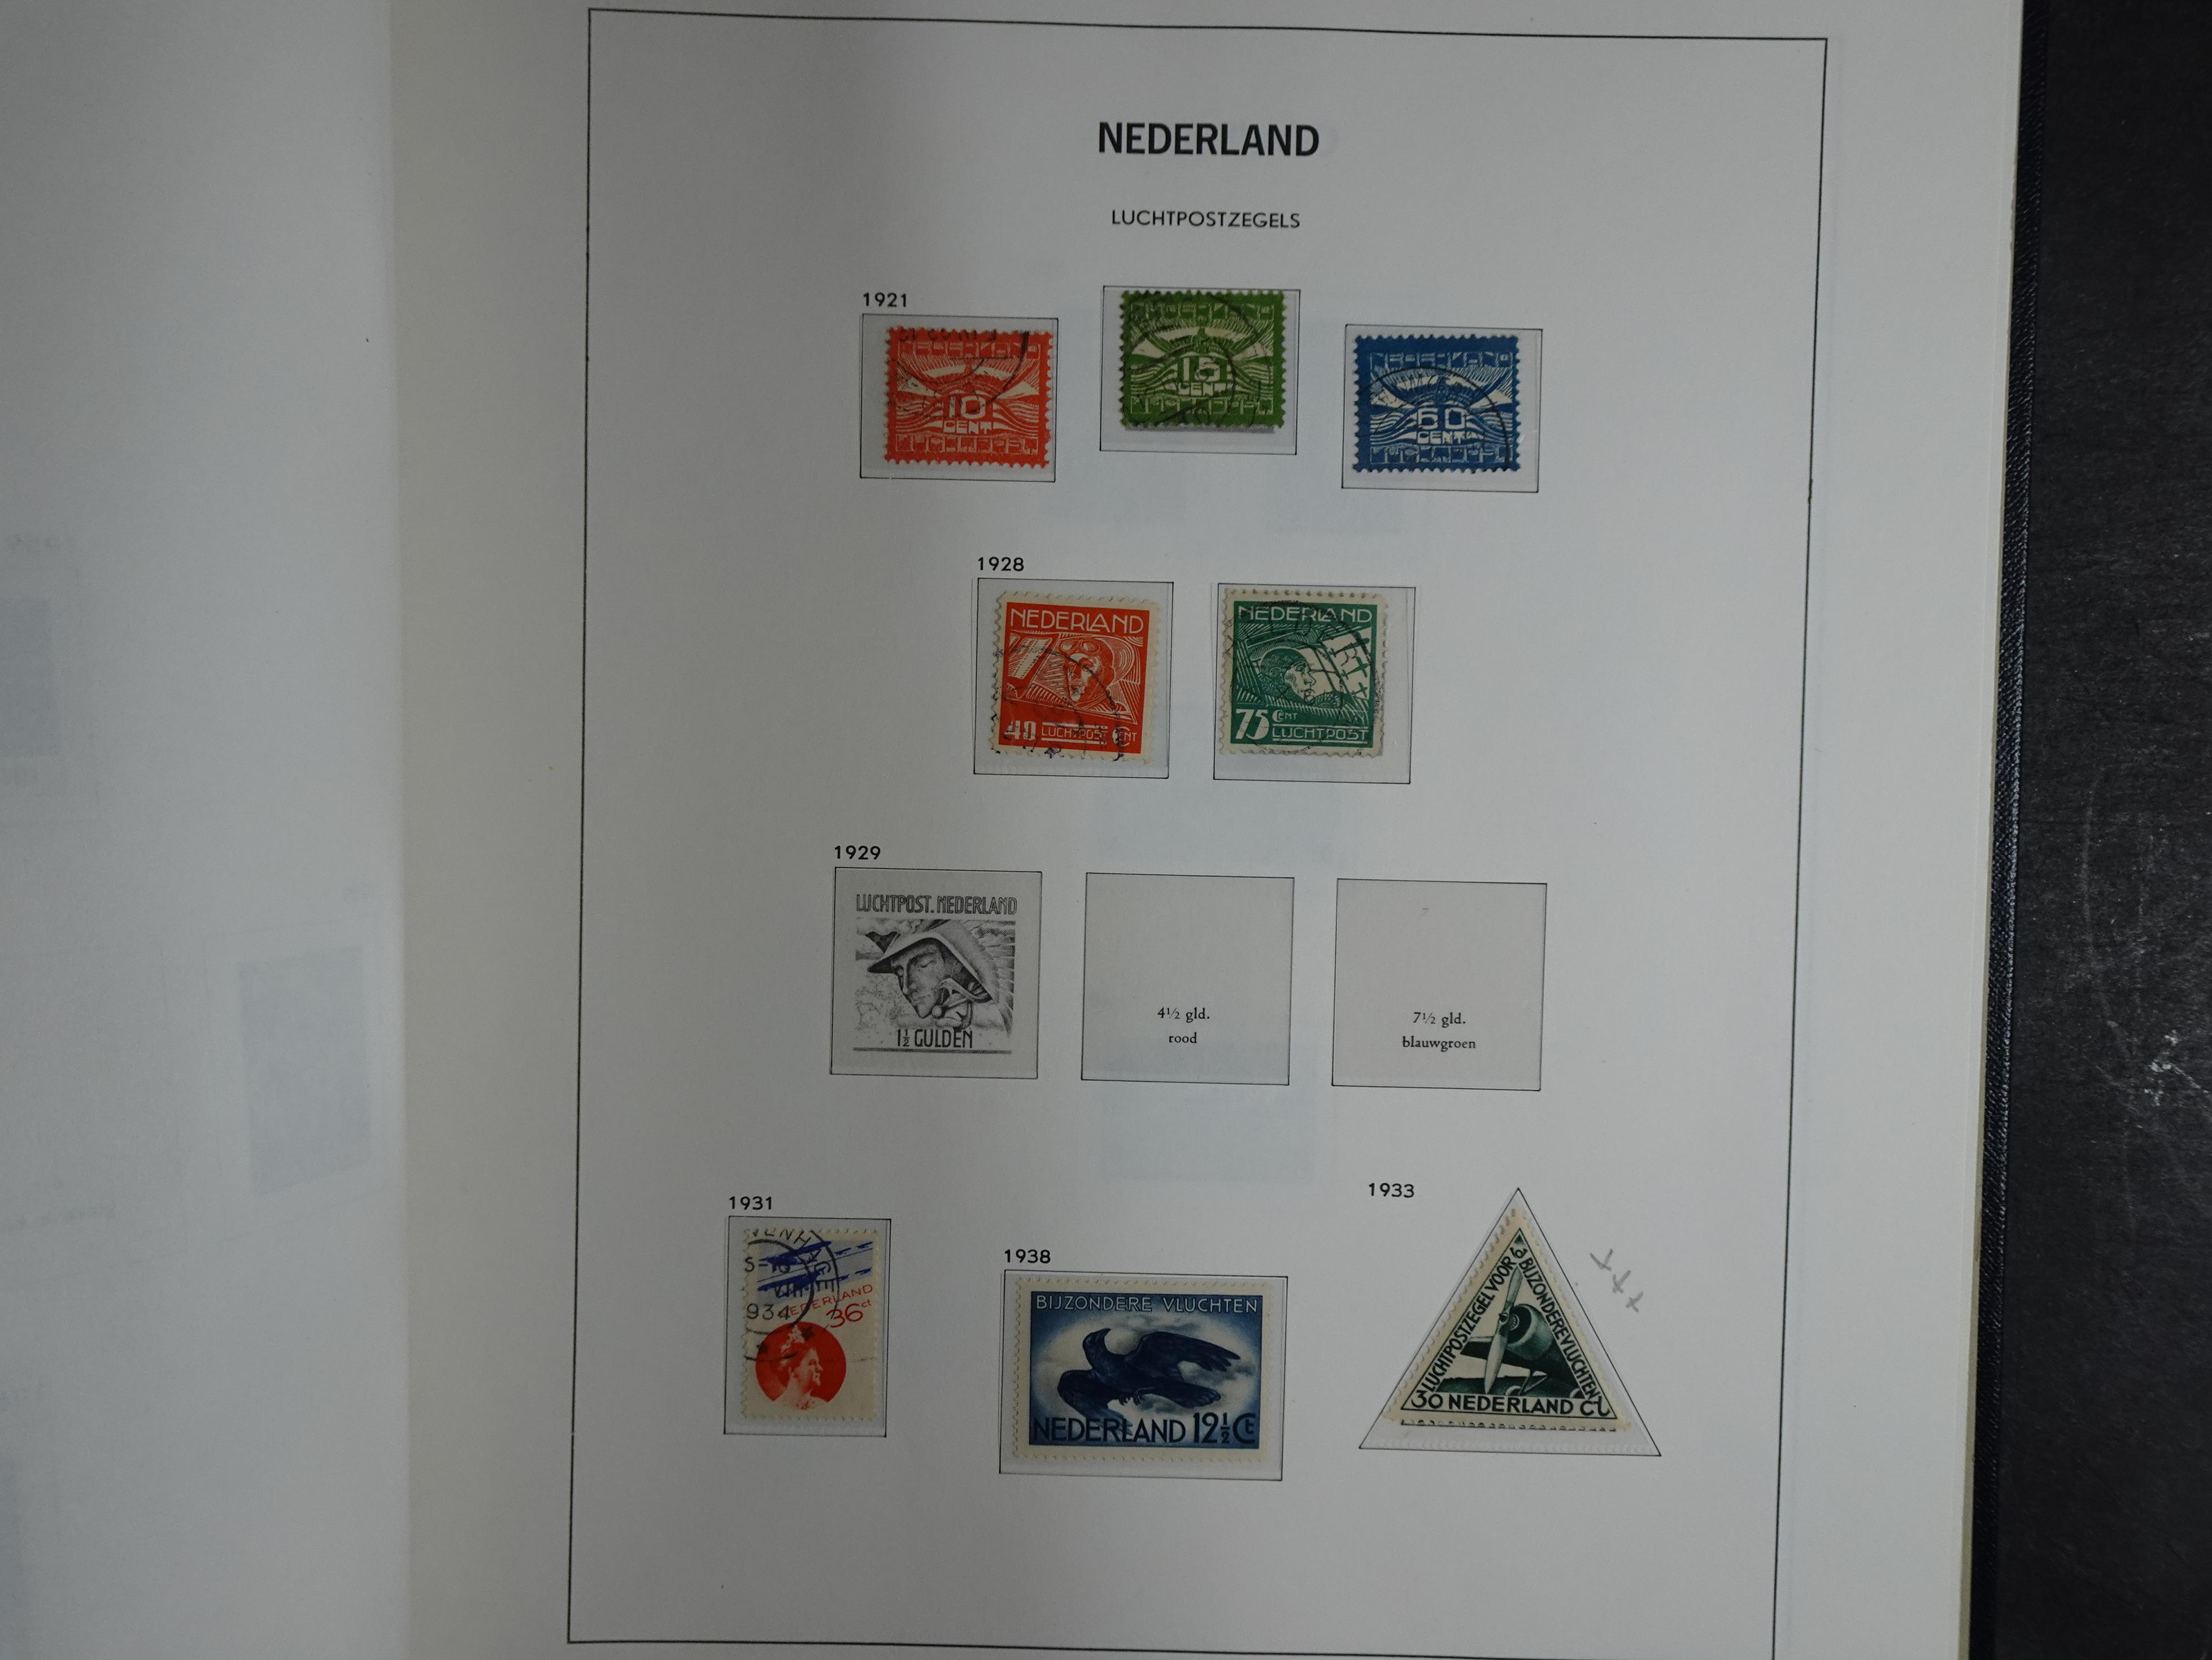 NEDERLAND
LUCHTPOSTZEGELS
1921
10
CENT
15
CENT
60
CENT
1928
NEDERLAND
40 LUCHTPOST CENT
NEDERLAND
75 CENT
LUCHTPOST
1929
LUCHTPOST.NEDERLAND
1½ GULDEN
4½ gld.
rood
7½ gld.
blauwgroen
1931
NEDERLAND
36ct
1938
BIJZONDERE VLUCHTEN
NEDERLAND 12½ Ct
1933
LUCHTPOSTZEGEL VOOR BIJZONDERE VLUCHTEN
30 NEDERLAND Ct